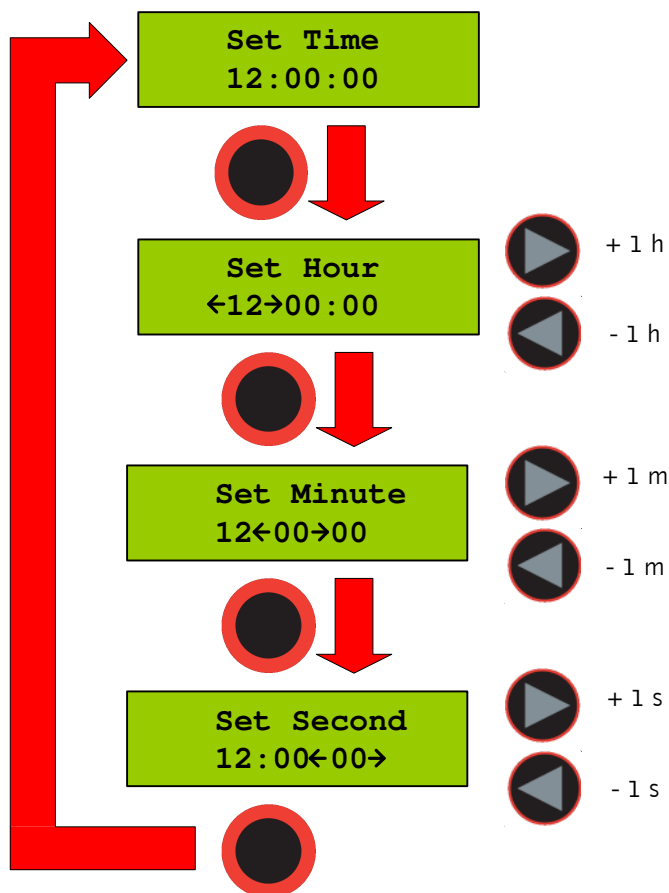 Set Time
12:00:00
+ 1 h
Set Hour
←12→00:00
- 1 h
+ 1 m
Set Minute
12←00→00
- 1 m
+ 1 s
Set Second
12:00←00→
- 1 s